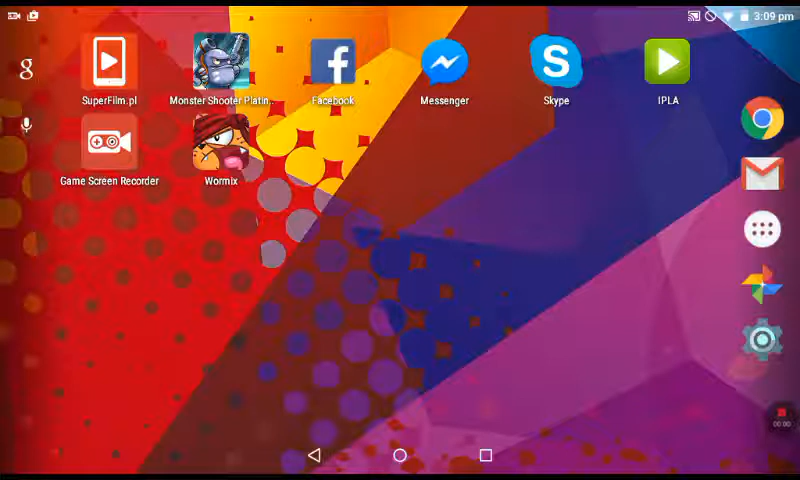 3:09 pm
g
SuperFilm.pl
Monster Shooter Platin..
Facebook
Messenger
Skype
IPLA
Game Screen Recorder
Wormix
00:00